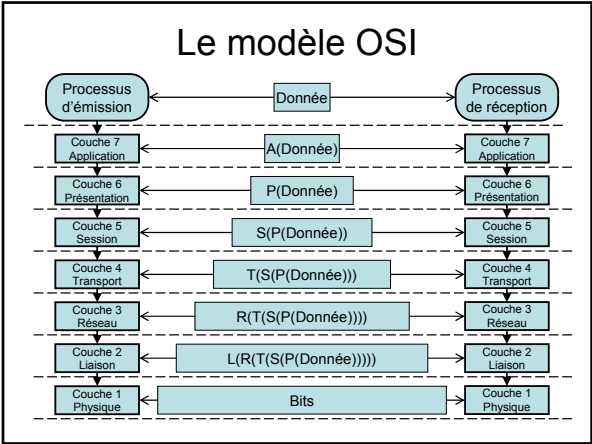 Le modèle OSI
Processus
d'émission
Donnée
Processus
de réception
Couche 7
Application
A(Donnée)
Couche 7
Application
Couche 6
Présentation
P(Donnée)
Couche 6
Présentation
Couche 5
Session
S(P(Donnée))
Couche 5
Session
Couche 4
Transport
T(S(P(Donnée)))
Couche 4
Transport
Couche 3
Réseau
R(T(S(P(Donnée))))
Couche 3
Réseau
Couche 2
Liaison
L(R(T(S(P(Donnée)))))
Couche 2
Liaison
Couche 1
Physique
Bits
Couche 1
Physique